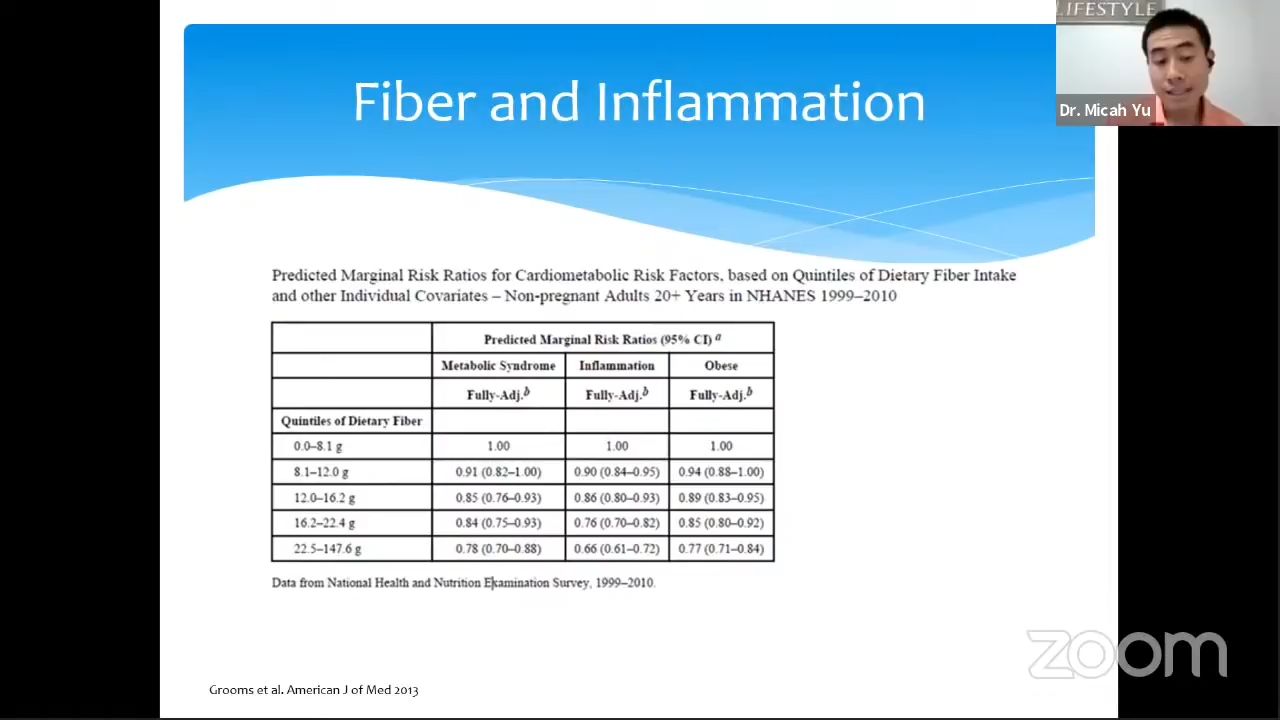 LIFESTYLE
Dr. Micah Yu
Fiber and Inflammation
Predicted Marginal Risk Ratios for Cardiometabolic Risk Factors, based on Quintiles of Dietary Fiber Intake
and other Individual Covariates – Non-pregnant Adults 20+ Years in NHANES 1999–2010
Predicted Marginal Risk Ratios (95% CI) a
Metabolic Syndrome Inflammation Obese
Fully-Adj.b Fully-Adj.b Fully-Adj.b
Quintiles of Dietary Fiber
0.0–8.1 g 1.00 1.00 1.00
8.1–12.0 g 0.91 (0.82–1.00) 0.90 (0.84–0.95) 0.94 (0.88–1.00)
12.0–16.2 g 0.85 (0.76–0.93) 0.86 (0.80–0.93) 0.89 (0.83–0.95)
16.2–22.4 g 0.84 (0.75–0.93) 0.76 (0.70–0.82) 0.85 (0.80–0.92)
22.5–147.6 g 0.78 (0.70–0.88) 0.66 (0.61–0.72) 0.77 (0.71–0.84)
Data from National Health and Nutrition Examination Survey, 1999–2010.
zoom
Grooms et al. American J of Med 2013